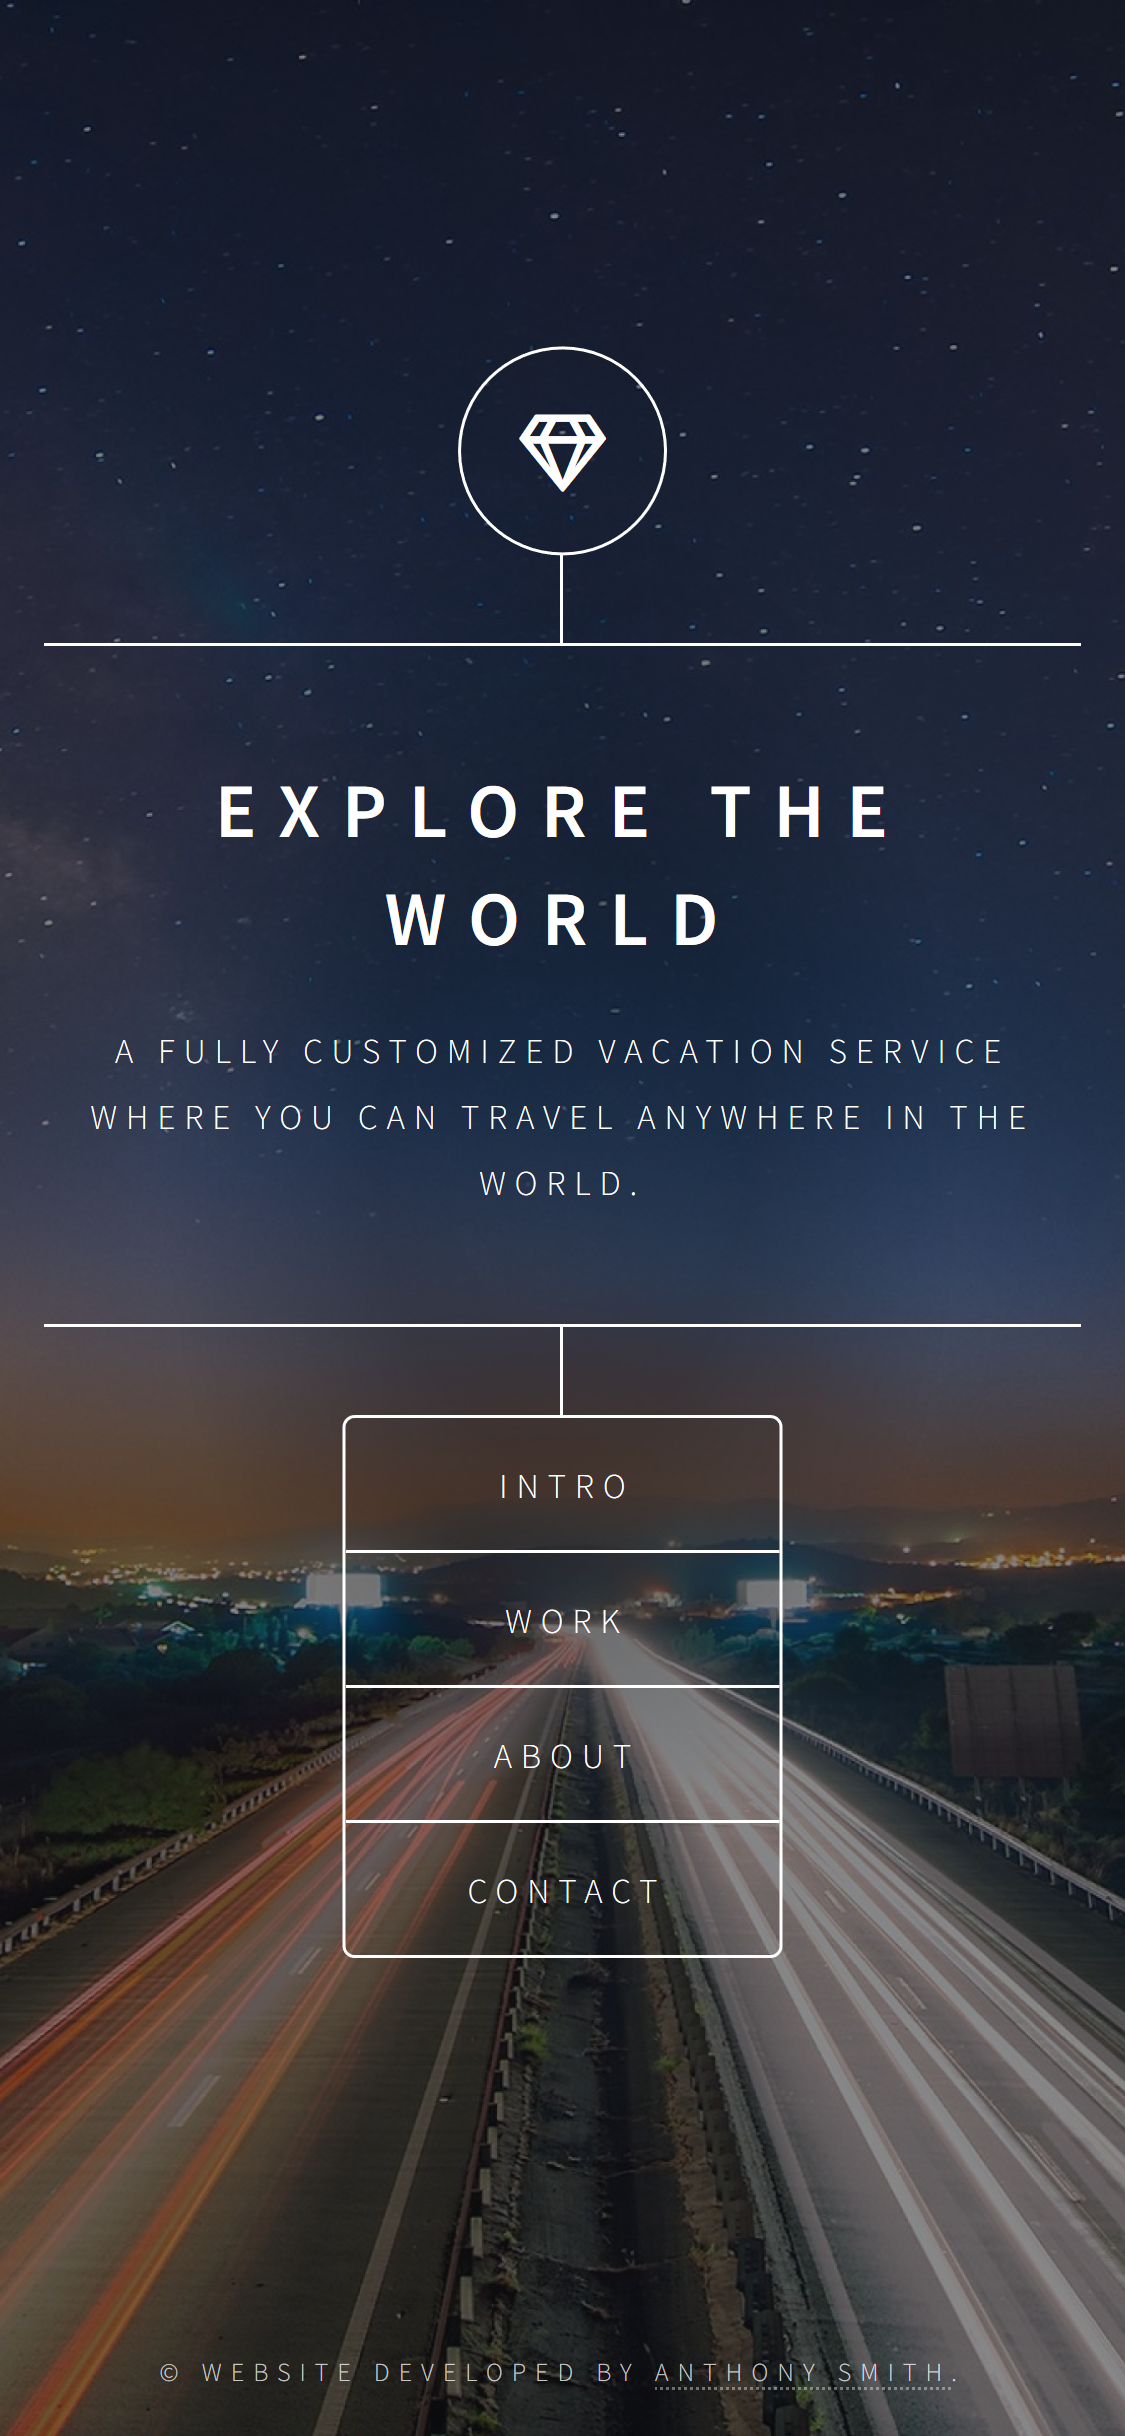 EXPLORE THE
WORLD
A FULLY CUSTOMIZED VACATION SERVICE
WHERE YOU CAN TRAVEL ANYWHERE IN THE
WORLD.
INTRO
WORK
ABOUT
CONTACT
© WEBSITE DEVELOPED BY ANTHONY SMITH.